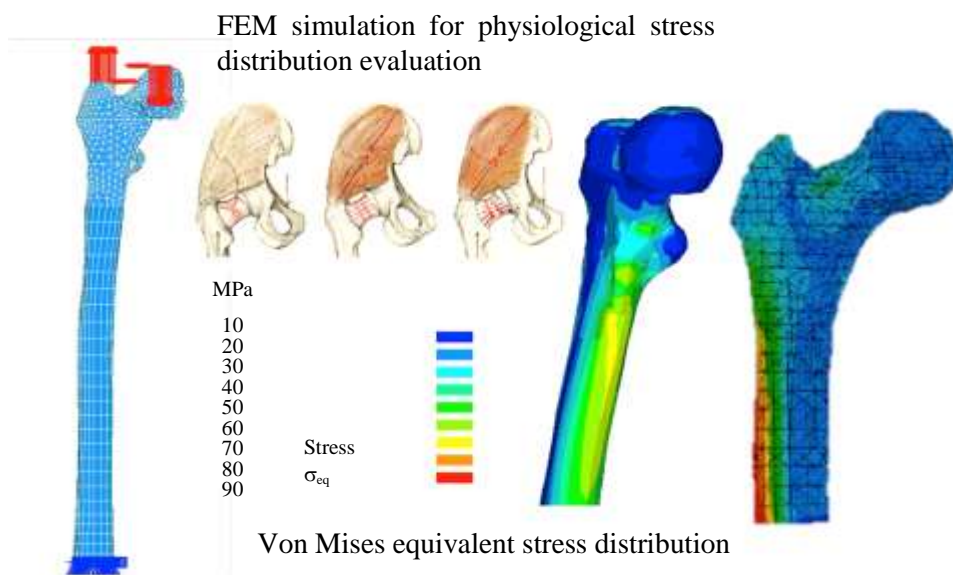 FEM simulation for physiological stress
distribution evaluation
MPa
10
20
30
40
50
60
70
80
90
Stress
σeq
Von Mises equivalent stress distribution